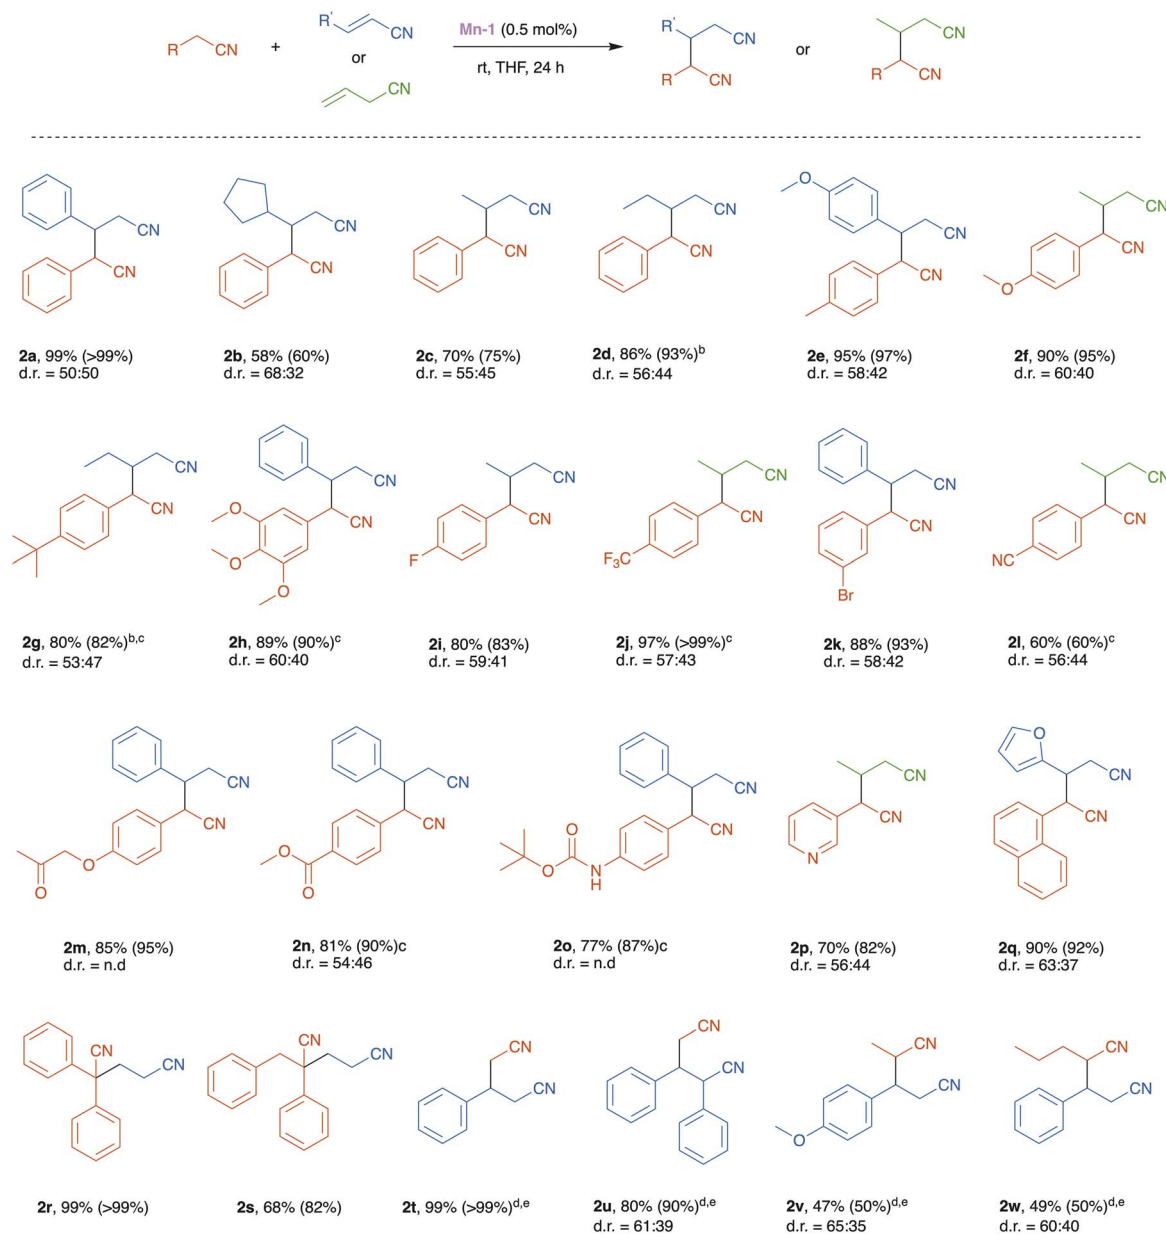 R CN + R' CN or CN
Mn-1 (0.5 mol%)
rt, THF, 24 h
R' CN R CN or CN R CN
CN CN
CN CN
CN CN
CN CN
O CN CN
CN CN O
2a, 99% (>99%)
d.r. = 50:50
2b, 58% (60%)
d.r. = 68:32
2c, 70% (75%)
d.r. = 55:45
2d, 86% (93%)b
d.r. = 56:44
2e, 95% (97%)
d.r. = 58:42
2f, 90% (95%)
d.r. = 60:40
CN CN
CN CN O O O
CN CN F
CN CN F3C
CN CN Br
CN CN NC
2g, 80% (82%)b,c
d.r. = 53:47
2h, 89% (90%)c
d.r. = 60:40
2i, 80% (83%)
d.r. = 59:41
2j, 97% (>99%)c
d.r. = 57:43
2k, 88% (93%)
d.r. = 58:42
2l, 60% (60%)c
d.r. = 56:44
CN CN O O
CN CN O O
CN CN O O N H
CN CN N
O CN CN
2m, 85% (95%)
d.r. = n.d
2n, 81% (90%)c
d.r. = 54:46
2o, 77% (87%)c
d.r. = n.d
2p, 70% (82%)
d.r. = 56:44
2q, 90% (92%)
d.r. = 63:37
CN CN
CN CN
CN CN
CN CN
CN CN O
CN CN
2r, 99% (>99%)
2s, 68% (82%)
2t, 99% (>99%)d,e
2u, 80% (90%)d,e
d.r. = 61:39
2v, 47% (50%)d,e
d.r. = 65:35
2w, 49% (50%)d,e
d.r. = 60:40